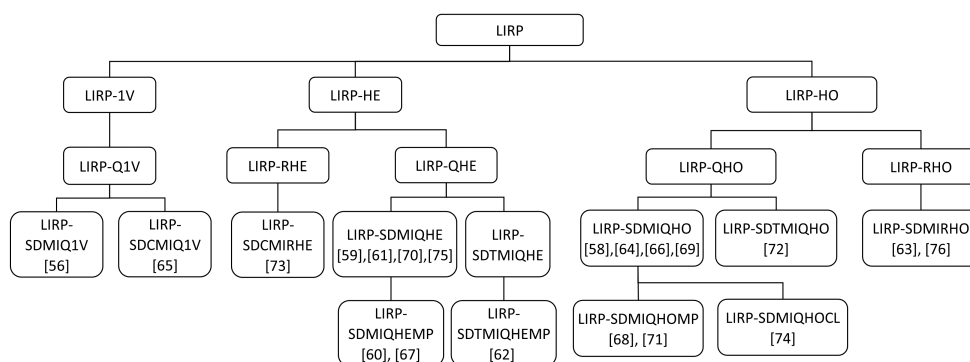 LIRP
LIRP-1V
LIRP-HE
LIRP-HO
LIRP-Q1V
LIRP-RHE
LIRP-QHE
LIRP-QHO
LIRP-RHO
LIRP-
SDMIQ1V
[56]
LIRP-
SDCMIQ1V
[65]
LIRP-
SDCMIRHE
[73]
LIRP-SDMIQHE
[59],[61],[70],[75]
LIRP-
SDTMIQHE
LIRP-SDMIQHO
[58],[64],[66],[69]
LIRP-SDTMIQHO
[72]
LIRP-SDMIRHO
[63], [76]
LIRP-
SDMIQHEMP
[60], [67]
LIRP-
SDTMIQHEMP
[62]
LIRP-SDMIQHOMP
[68], [71]
LIRP-SDMIQHOCL
[74]